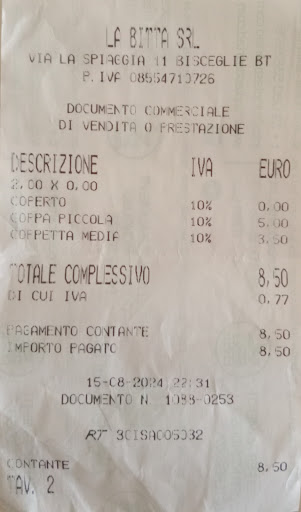 LA BITTA SRL
VIA LA SPIAGGIA 11 BISCEGLIE BT
P. IVA 08554710726
DOCUMENTO COMMERCIALE
DI VENDITA O PRESTAZIONE
DESCRIZIONE IVA EURO
2.00 X 0.00
COPERTO 10% 0.00
COPPA PICCOLA 10% 5.00
COPPETTA MEDIA 10% 3.50
TOTALE COMPLESSIVO 8,50
DI CUI IVA 0.77
PAGAMENTO CONTANTE 8,50
IMPORTO PAGATO 8,50
15-08-2024 22:31
DOCUMENTO N. 1088-0253
RT 3CISA005032
CONTANTE 8,50
TAV. 2